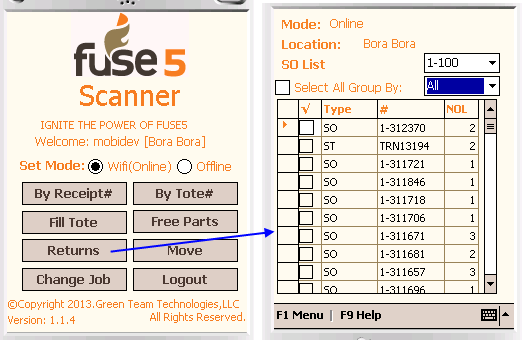 fuse 5
Scanner
IGNITE THE POWER OF FUSE5
Welcome: mobidev [Bora Bora]
Set Mode: Wifi(Online) Offline
By Receipt# By Tote#
Fill Tote Free Parts
Returns Move
Change Job Logout
©Copyright 2013.Green Team Technologies,LLC
Version: 1.1.4 All Rights Reserved.
Mode: Online
Location: Bora Bora
SO List 1-100
Select All Group By: All
√ Type # NOL
SO 1-312370 2
ST TRN13194 2
SO 1-311721 1
SO 1-311846 1
SO 1-311718 1
SO 1-311706 1
SO 1-311671 3
SO 1-311681 2
SO 1-311657 3
SO 1-311696 1
F1 Menu | F9 Help